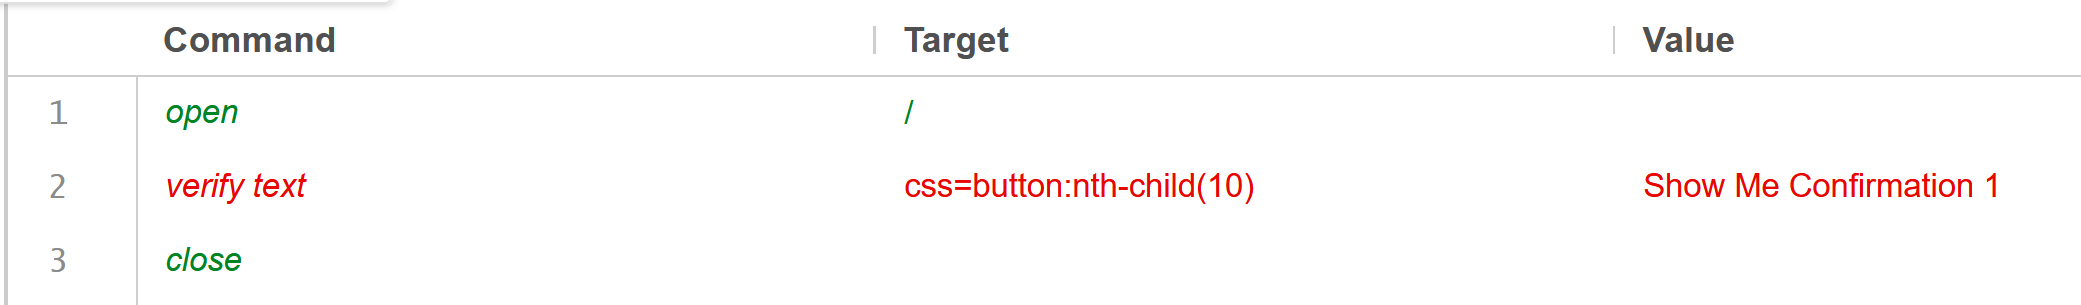 Command Target Value
1 open /
2 verify text css=button:nth-child(10) Show Me Confirmation 1
3 close